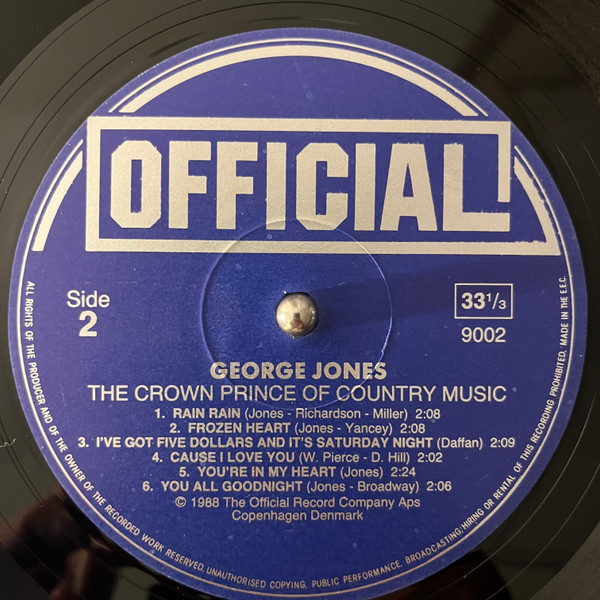 OFFICIAL
Side
2
33 1/3
9002
GEORGE JONES
THE CROWN PRINCE OF COUNTRY MUSIC
1. RAIN RAIN (Jones - Richardson - Miller) 2:08
2. FROZEN HEART (Jones - Yancey) 2:08
3. I'VE GOT FIVE DOLLARS AND IT'S SATURDAY NIGHT (Daffan) 2:09
4. CAUSE I LOVE YOU (W. Pierce - D. Hill) 2:02
5. YOU'RE IN MY HEART (Jones) 2:24
6. YOU ALL GOODNIGHT (Jones - Broadway) 2:06
© 1988 The Official Record Company Aps
Copenhagen Denmark
ALL RIGHTS OF THE PRODUCER AND OF THE OWNER OF THE RECORDED WORK RESERVED. UNAUTHORISED COPYING, PUBLIC PERFORMANCE, BROADCASTING/HIRING OR RENTAL OF THIS RECORDING PROHIBITED, MADE IN THE E.E.C.